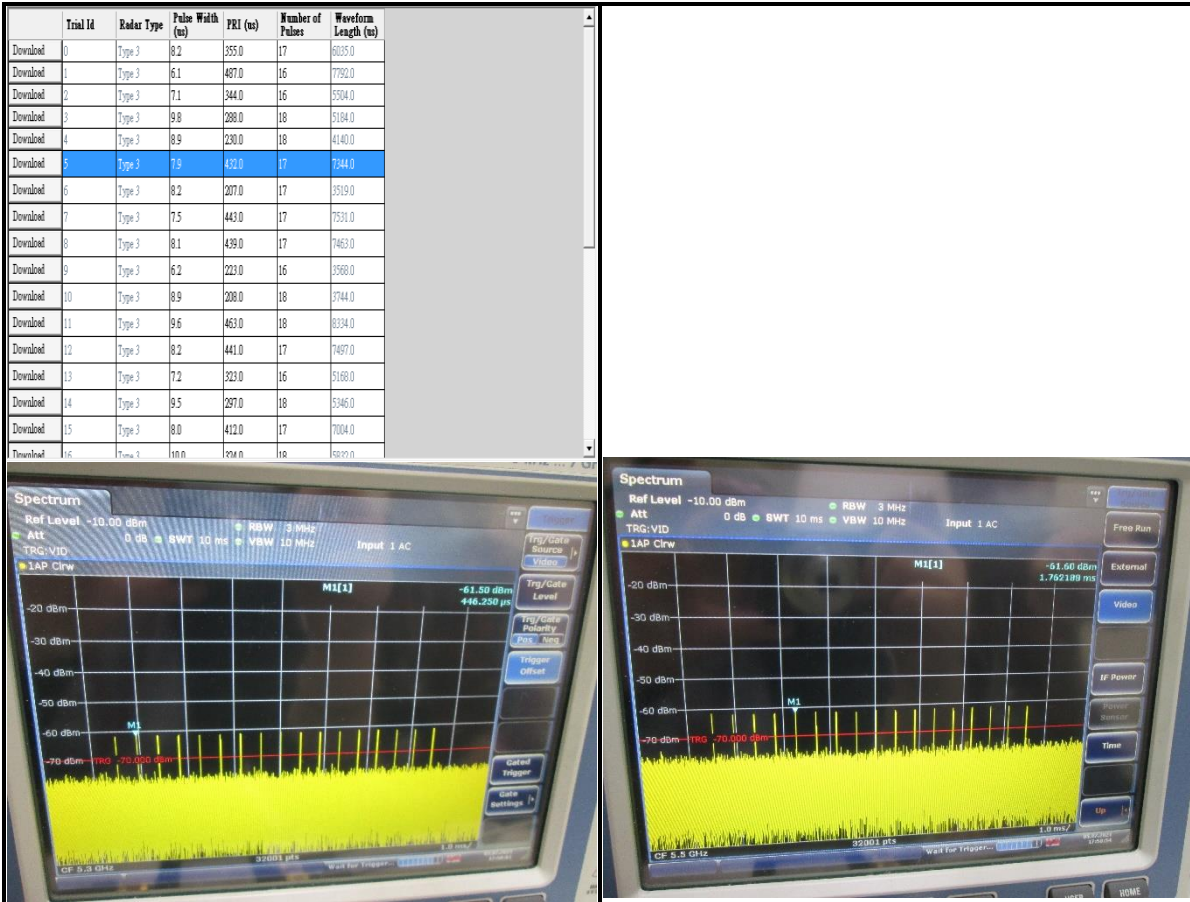 Trial Id Radar Type Pulse Width (us) PRI (us) Number of Pulses Waveform Length (us)
Download 0 Type 3 8.2 355.0 17 6035.0
Download 1 Type 3 6.1 487.0 16 7792.0
Download 2 Type 3 7.1 344.0 16 5504.0
Download 3 Type 3 9.8 288.0 18 5184.0
Download 4 Type 3 8.9 230.0 18 4140.0
Download 5 Type 3 7.9 432.0 17 7344.0
Download 6 Type 3 8.2 207.0 17 3519.0
Download 7 Type 3 7.5 443.0 17 7531.0
Download 8 Type 3 8.1 439.0 17 7463.0
Download 9 Type 3 6.2 223.0 16 3568.0
Download 10 Type 3 8.9 208.0 18 3744.0
Download 11 Type 3 9.6 463.0 18 8334.0
Download 12 Type 3 8.2 441.0 17 7497.0
Download 13 Type 3 7.2 323.0 16 5168.0
Download 14 Type 3 9.5 297.0 18 5346.0
Download 15 Type 3 8.0 412.0 17 7004.0
Download 16 Type 3 10.0 324.0 18 5832.0
Spectrum
Ref Level -10.00 dBm RBW 3 MHz
Att 0 dB SWT 10 ms VBW 10 MHz Input 1 AC
TRG:VID
1AP Clrw
M1[1] -61.50 dBm
446.250 µs
-20 dBm
-30 dBm
-40 dBm
-50 dBm
M1
-60 dBm
-70 dBm TRG -70.000 dBm
CF 5.3 GHz 32001 pts 1.0 ms/
Wait for Trigger...
Trigger
Trg/Gate Source
Video
Trg/Gate Level
Trg/Gate Polarity
Pos Neg
Trigger Offset
Gated Trigger
Gate Settings
Spectrum
Ref Level -10.00 dBm RBW 3 MHz
Att 0 dB SWT 10 ms VBW 10 MHz Input 1 AC
TRG:VID
1AP Clrw
M1[1] -61.60 dBm
1.762189 ms
-20 dBm
-30 dBm
-40 dBm
-50 dBm
M1
-60 dBm
-70 dBm TRG -70.000 dBm
CF 5.5 GHz 32001 pts 1.0 ms/
Wait for Trigger...
Free Run
External
Video
IF Power
Power Sensor
Time
Up
USER
HOME